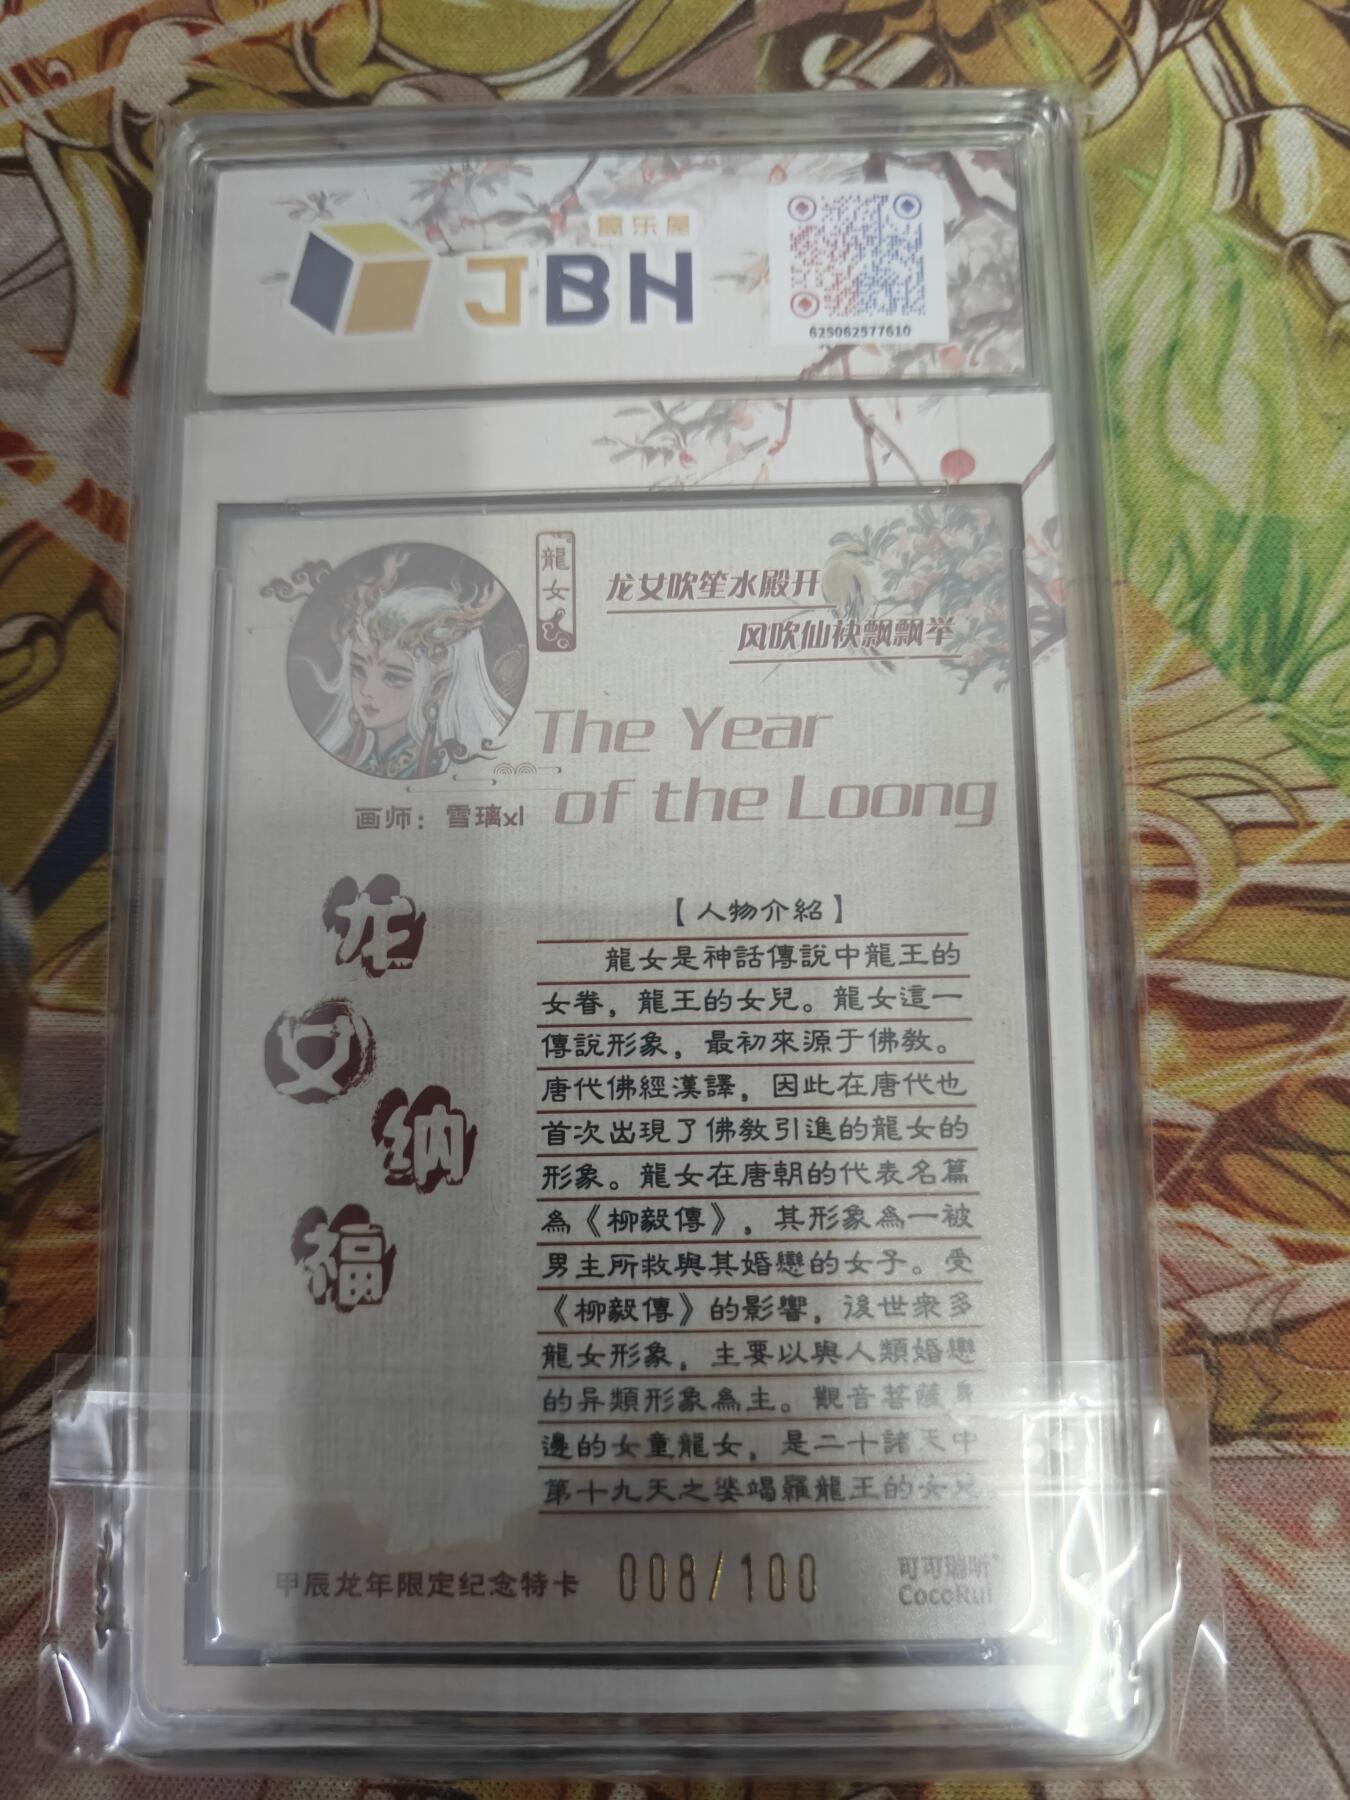 JBH
625062577610
龍女
龙女吹笙水殿开
风吹仙袂飘飘举
The Year
of the Loong
画师：雪璃xl
龙
女
纳
福
【人物介紹】
龍女是神話傳說中龍王的
女眷，龍王的女兒。龍女這一
傳說形象，最初來源于佛教。
唐代佛經漢譯，因此在唐代也
首次出現了佛教引進的龍女的
形象。龍女在唐朝的代表名篇
為《柳毅傳》，其形象為一被
男主所救與其婚戀的女子。受
《柳毅傳》的影響，後世衆多
龍女形象，主要以與人類婚戀
的异類形象為主。觀音菩薩身
邊的女童龍女，是二十諸天中
第十九天之娑竭羅龍王的女兒。
甲辰龙年限定纪念特卡
008/100
可可瑞昕
CocoRui